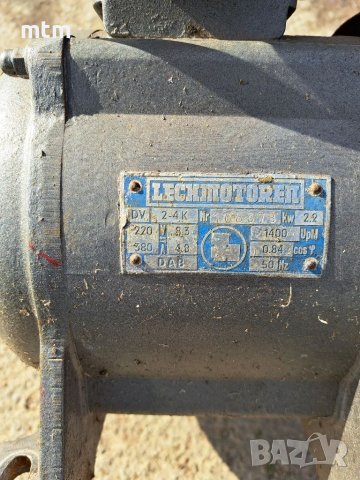 mtm
LECHMOTOREN
DV 2-4 K Nr kW 2.2
220 V 8,3 1400 UpM
380 A 4.8 0.84 cos φ
DAB 50 Hz
BAZAR